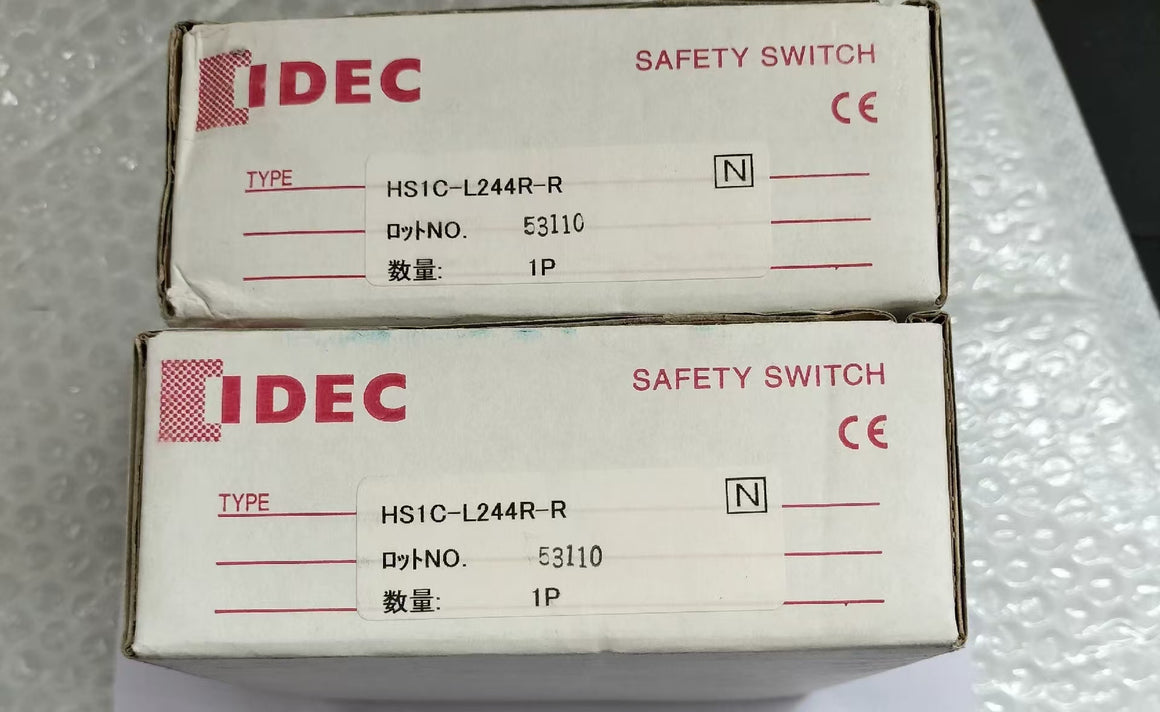 IDEC
SAFETY SWITCH
CE
TYPE
HS1C-L244R-R
N
ロットNO. 53110
数量: 1P
IDEC
SAFETY SWITCH
CE
TYPE
HS1C-L244R-R
N
ロットNO. 53110
数量: 1P